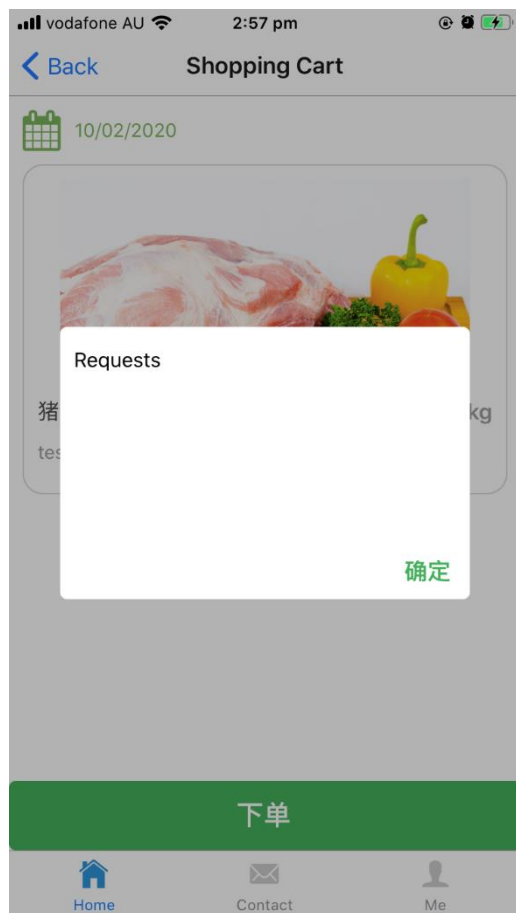 vodafone AU 2:57 pm
Back Shopping Cart
10/02/2020
Requests
猪 kg
确定
下单
Home Contact Me